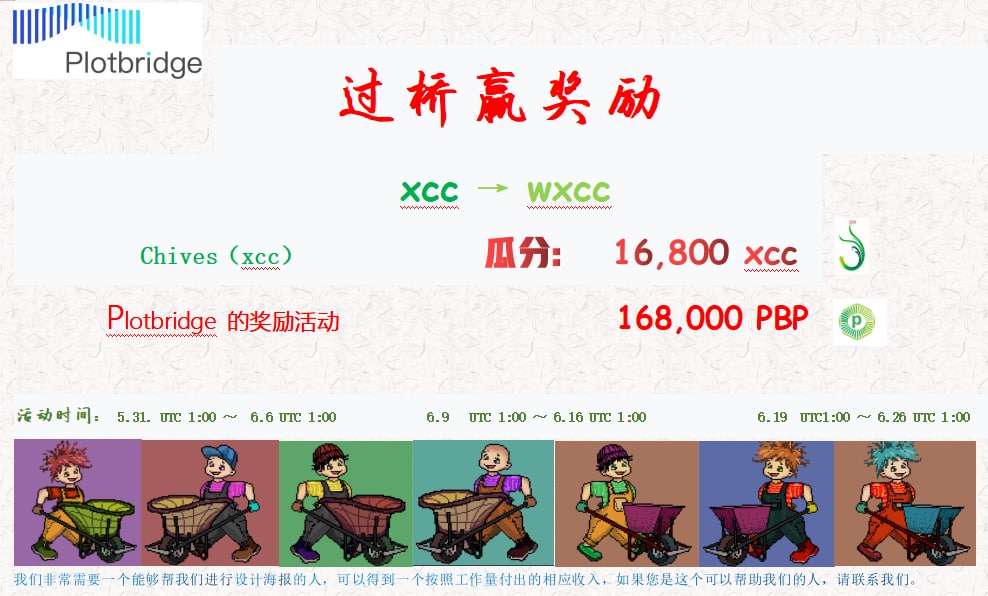 Plotbridge
过桥赢奖励
xcc → wxcc
Chives（xcc） 瓜分: 16,800 xcc
Plotbridge 的奖励活动 168,000 PBP
活动时间： 5.31. UTC 1:00 ～ 6.6 UTC 1:00 6.9 UTC 1:00 ～ 6.16 UTC 1:00 6.19 UTC1:00 ～ 6.26 UTC 1:00
我们非常需要一个能够帮我们进行设计海报的人，可以得到一个按照工作量付出的相应收入，如果您是这个可以帮助我们的人，请联系我们。